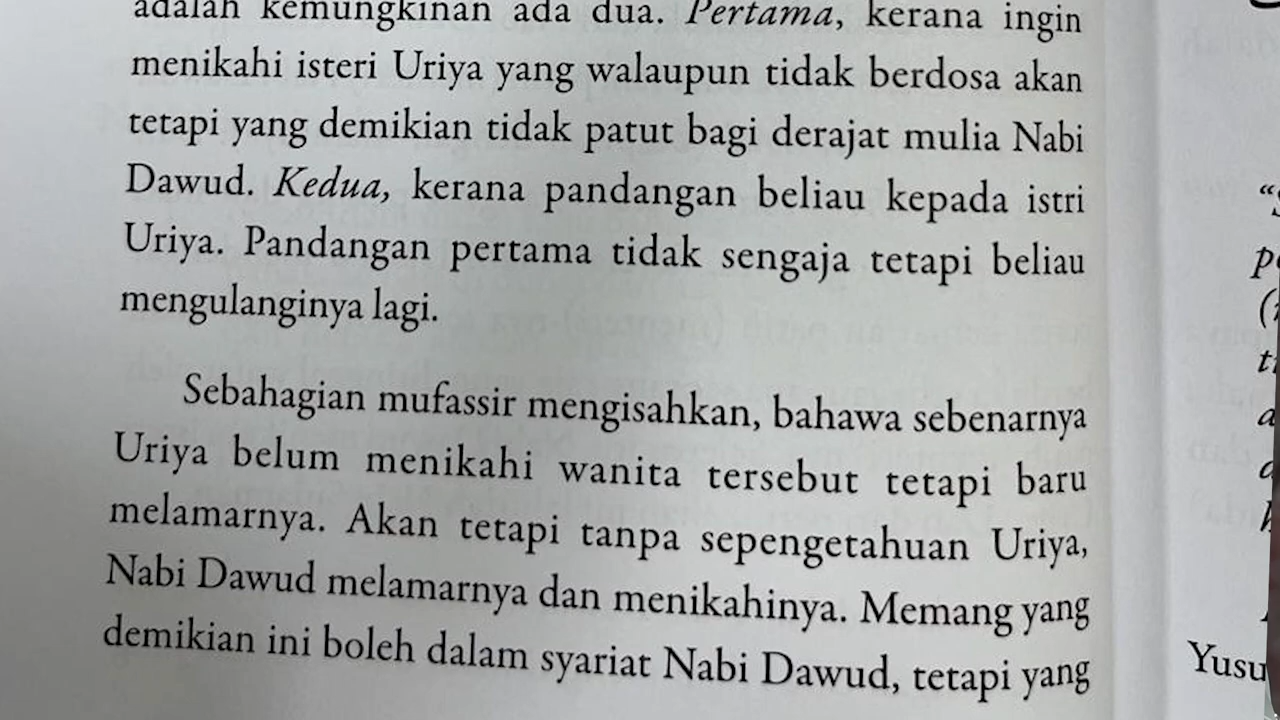 adalah kemungkinan ada dua. Pertama, kerana ingin
menikahi isteri Uriya yang walaupun tidak berdosa akan
tetapi yang demikian tidak patut bagi derajat mulia Nabi
Dawud. Kedua, kerana pandangan beliau kepada istri
Uriya. Pandangan pertama tidak sengaja tetapi beliau
mengulanginya lagi.
Sebahagian mufassir mengisahkan, bahawa sebenarnya
Uriya belum menikahi wanita tersebut tetapi baru
melamarnya. Akan tetapi tanpa sepengetahuan Uriya,
Nabi Dawud melamarnya dan menikahinya. Memang yang
demikian ini boleh dalam syariat Nabi Dawud, tetapi yang
Yusu